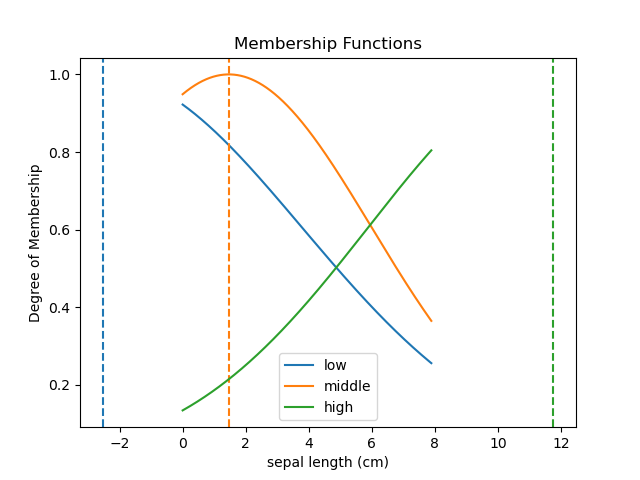 Membership Functions
Degree of Membership
1.0
0.8
0.6
0.4
0.2
low
middle
high
−2
0
2
4
6
8
10
12
sepal length (cm)